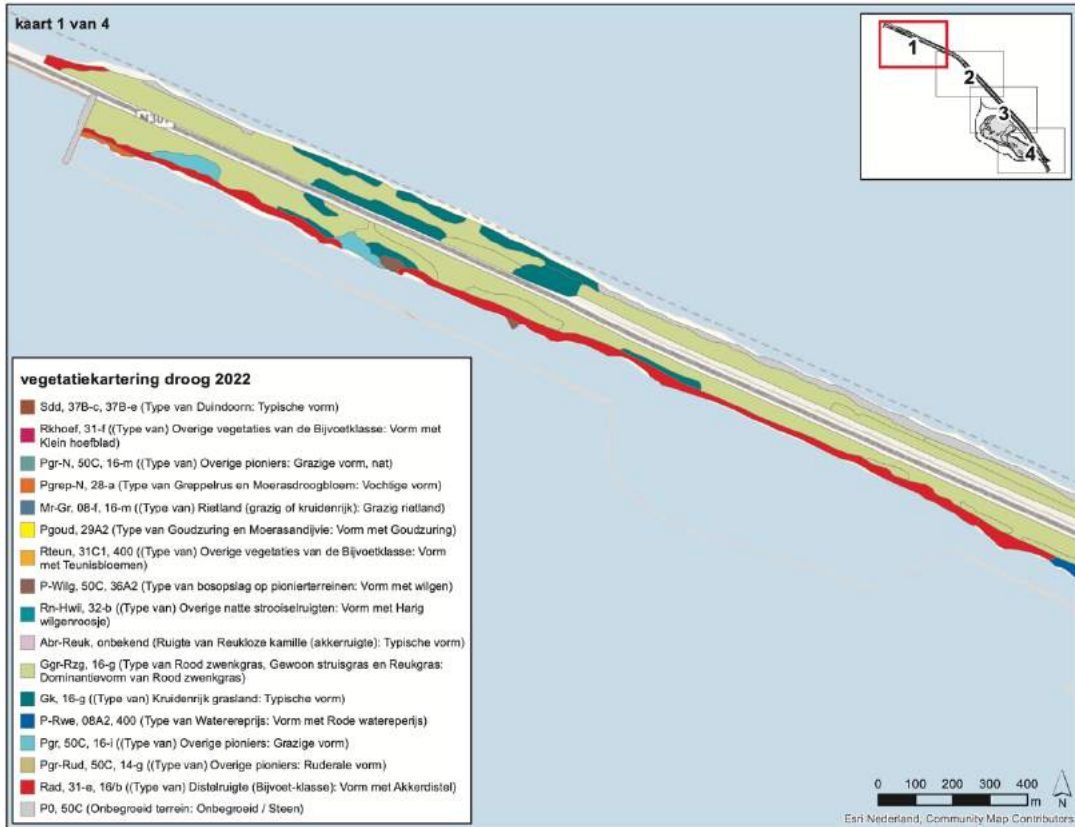 kaart 1 van 4
1
2
3
4
N307
vegetatiekartering droog 2022
Sdd, 37B-c, 37B-e (Type van Duindoorn: Typische vorm)
Rkhoef, 31-f ((Type van) Overige vegetaties van de Bijvoetklasse: Vorm met
Klein hoefblad)
Pgr-N, 50C, 16-m ((Type van) Overige pioniers: Grazige vorm, nat)
Pgrep-N, 28-a (Type van Greppelrus en Moerasdroogbloem: Vochtige vorm)
Mr-Gr, 08-f, 16-m ((Type van) Rietland (grazig of kruidenrijk): Grazig rietland)
Pgoud, 29A2 (Type van Goudzuring en Moerasandijvie: Vorm met Goudzuring)
Rteun, 31C1, 400 ((Type van) Overige vegetaties van de Bijvoetklasse: Vorm
met Teunisbloemen)
P-Wilg, 50C, 36A2 (Type van bosopslag op pionierterreinen: Vorm met wilgen)
Rn-Hwil, 32-b ((Type van) Overige natte strooiselruigten: Vorm met Harig
wilgenroosje)
Abr-Reuk, onbekend (Ruigte van Reukloze kamille (akkerruigte): Typische vorm)
Ggr-Rzg, 16-g (Type van Rood zwenkgras, Gewoon struisgras en Reukgras:
Dominantievorm van Rood zwenkgras)
Gk, 16-g ((Type van) Kruidenrijk grasland: Typische vorm)
P-Rwe, 08A2, 400 (Type van Waterereprijs: Vorm met Rode watereperijs)
Pgr, 50C, 16-i ((Type van) Overige pioniers: Grazige vorm)
Pgr-Rud, 50C, 14-g ((Type van) Overige pioniers: Ruderale vorm)
Rad, 31-e, 16/b ((Type van) Distelruigte (Bijvoet-klasse): Vorm met Akkerdistel)
P0, 50C (Onbegroeid terrein: Onbegroeid / Steen)
0 100 200 300 400
m
N
Esri Nederland, Community Map Contributors